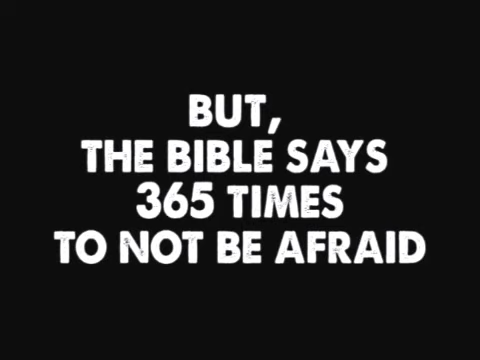 BUT,
THE BIBLE SAYS
365 TIMES
TO NOT BE AFRAID